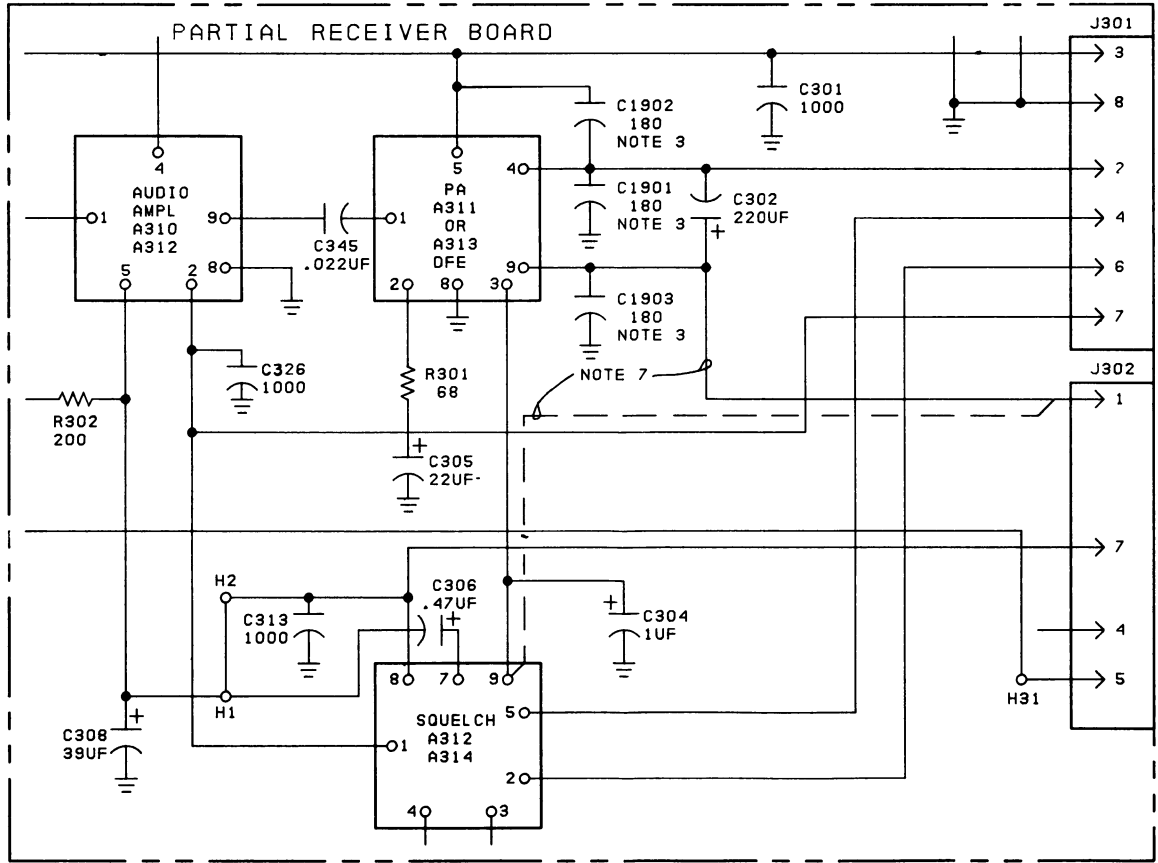 PARTIAL RECEIVER BOARD
J301
3
8
2
4
6
7
C301
1000
C1902
180
NOTE 3
C1901
180
NOTE 3
C302
220UF
+
C1903
180
NOTE 3
4
AUDIO
AMPL
A310
A312
1
9
8
5
2
C345
.022UF
5
PA
A311
OR
A313
DFE
1
4
9
2
8
3
C326
1000
R301
68
NOTE 7
J302
1
7
4
5
R302
200
+
C305
22UF
H2
C313
1000
C306
.47UF
+
+
C304
1UF
H1
H31
+
C308
39UF
8
7
9
SQUELCH
A312
A314
5
1
2
4
3